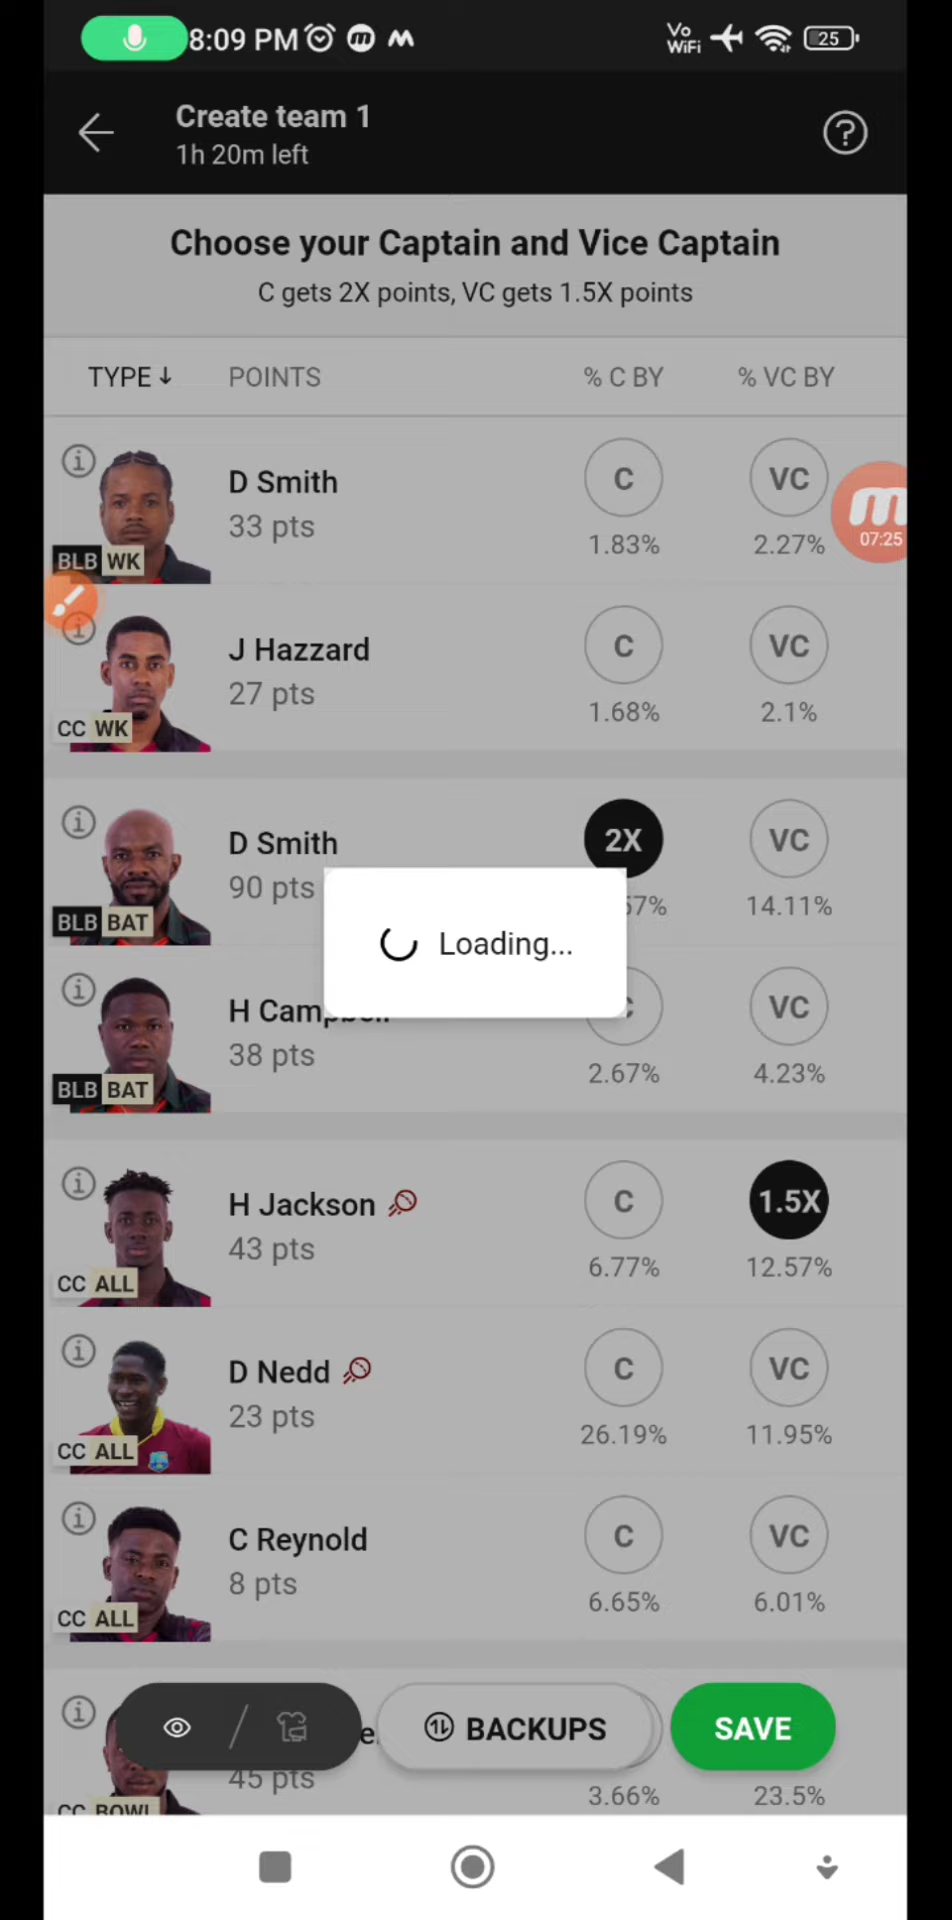 8:09 PM
Vo
WiFi
25
Create team 1
1h 20m left
Choose your Captain and Vice Captain
C gets 2X points, VC gets 1.5X points
TYPE↓ POINTS % C BY % VC BY
D Smith C VC
33 pts 1.83% 2.27%
BLB WK
07:25
J Hazzard C VC
27 pts 1.68% 2.1%
CC WK
D Smith 2X VC
90 pts 57% 14.11%
BLB BAT
Loading...
H VC
38 pts 2.67% 4.23%
BLB BAT
H Jackson C 1.5X
43 pts 6.77% 12.57%
CC ALL
D Nedd C VC
23 pts 26.19% 11.95%
CC ALL
C Reynold C VC
8 pts 6.65% 6.01%
CC ALL
BACKUPS SAVE
45 pts 3.66% 23.5%
CC BOWL